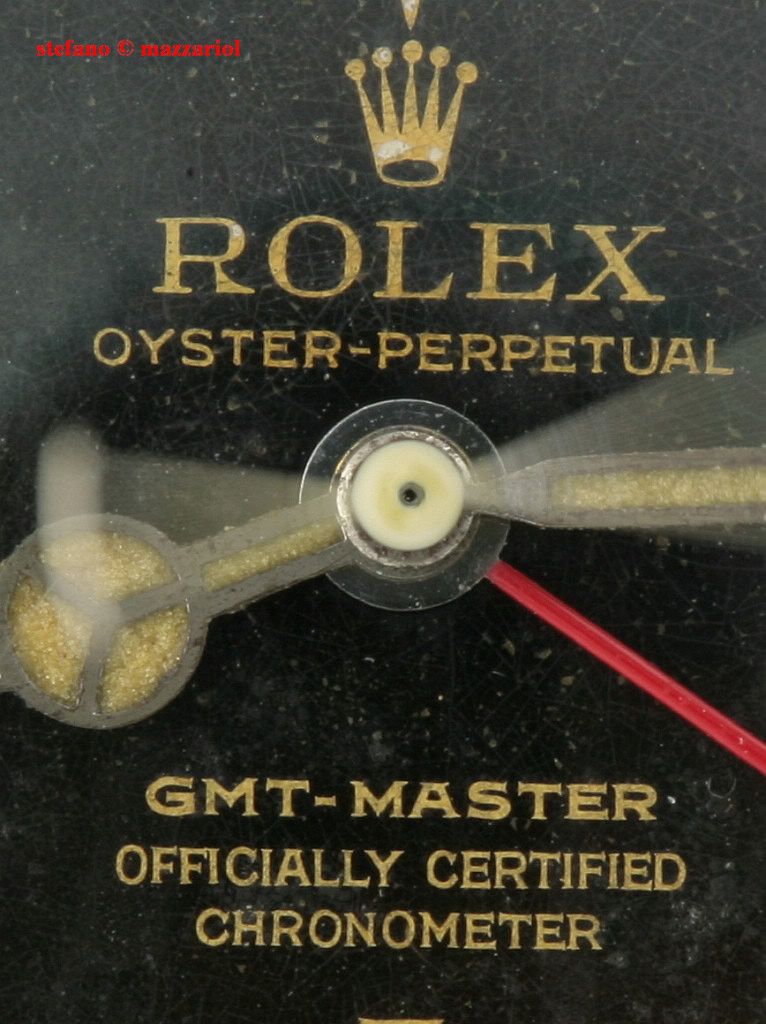 stefano © mazzariol
ROLEX
OYSTER-PERPETUAL
GMT-MASTER
OFFICIALLY CERTIFIED
CHRONOMETER